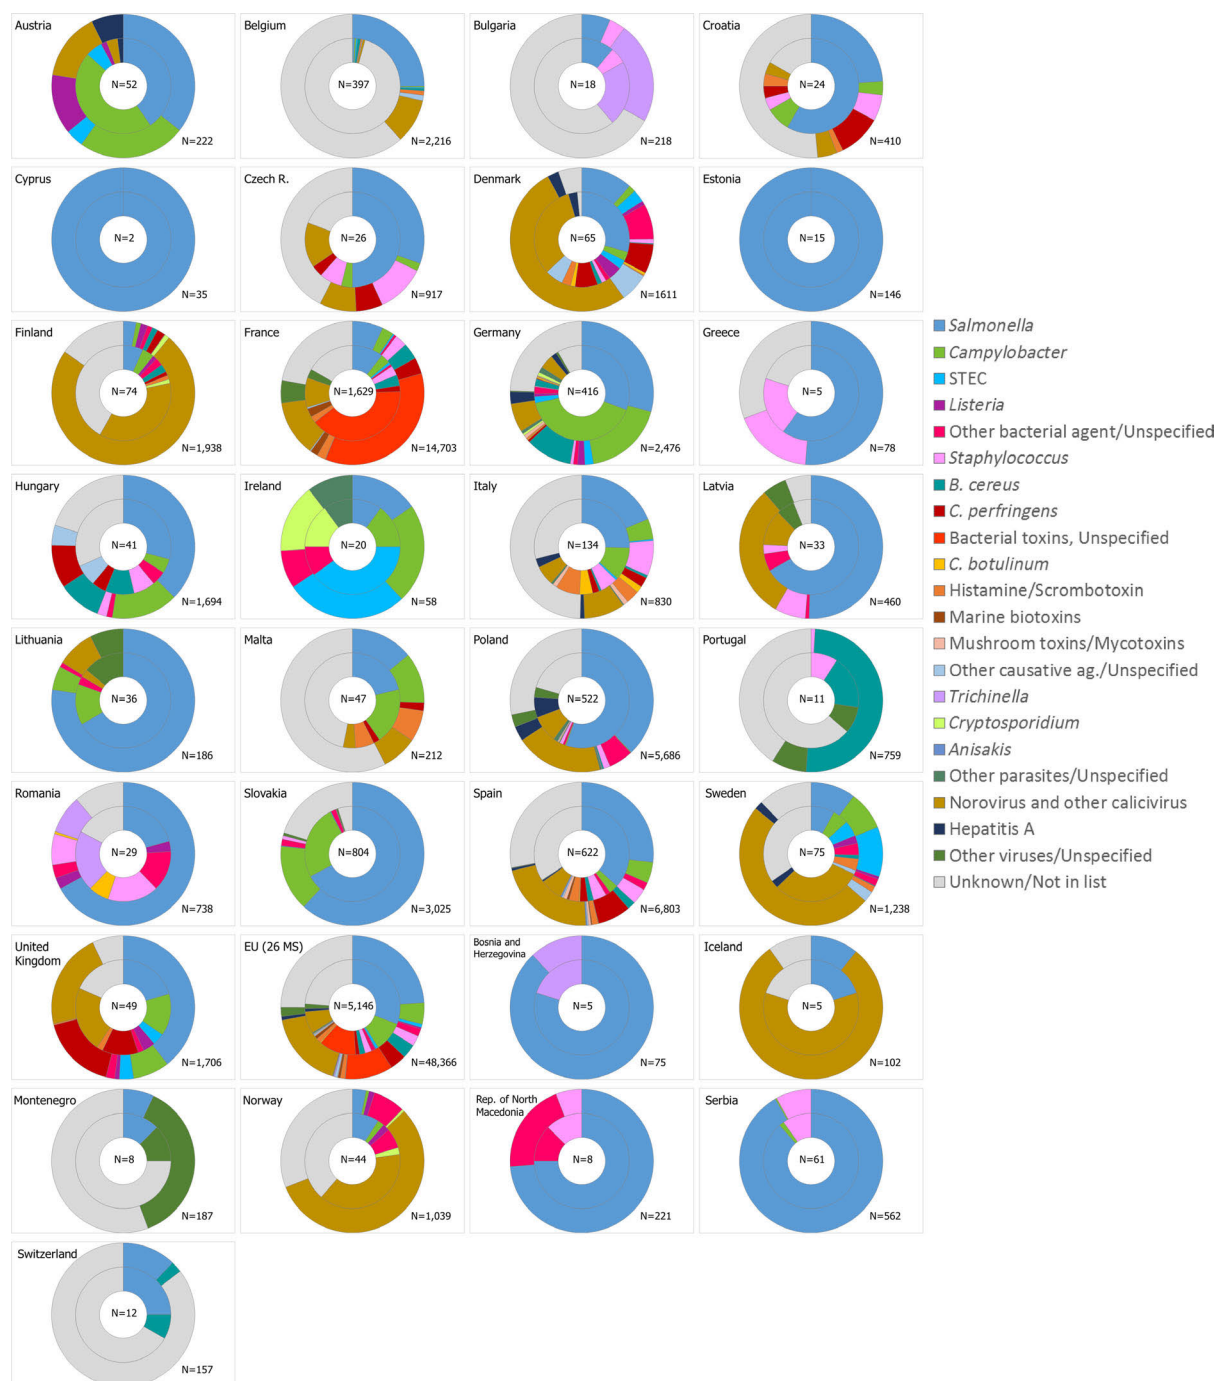 Austria
N=52
N=222
Belgium
N=397
N=2,216
Bulgaria
N=18
N=218
Croatia
N=24
N=410
Cyprus
N=2
N=35
Czech R.
N=26
N=917
Denmark
N=65
N=1611
Estonia
N=15
N=146
Finland
N=74
N=1,938
France
N=1,629
N=14,703
Germany
N=416
N=2,476
Greece
N=5
N=78
Hungary
N=41
N=1,694
Ireland
N=20
N=58
Italy
N=134
N=830
Latvia
N=33
N=460
Lithuania
N=36
N=186
Malta
N=47
N=212
Poland
N=522
N=5,686
Portugal
N=11
N=759
Romania
N=29
N=738
Slovakia
N=804
N=3,025
Spain
N=622
N=6,803
Sweden
N=75
N=1,238
United
Kingdom
N=49
N=1,706
EU (26 MS)
N=5,146
N=48,366
Bosnia and
Herzegovina
N=5
N=75
Iceland
N=5
N=102
Montenegro
N=8
N=187
Norway
N=44
N=1,039
Rep. of North
Macedonia
N=8
N=221
Serbia
N=61
N=562
Switzerland
N=12
N=157
Salmonella
Campylobacter
STEC
Listeria
Other bacterial agent/Unspecified
Staphylococcus
B. cereus
C. perfringens
Bacterial toxins, Unspecified
C. botulinum
Histamine/Scrombotoxin
Marine biotoxins
Mushroom toxins/Mycotoxins
Other causative ag./Unspecified
Trichinella
Cryptosporidium
Anisakis
Other parasites/Unspecified
Norovirus and other calicivirus
Hepatitis A
Other viruses/Unspecified
Unknown/Not in list